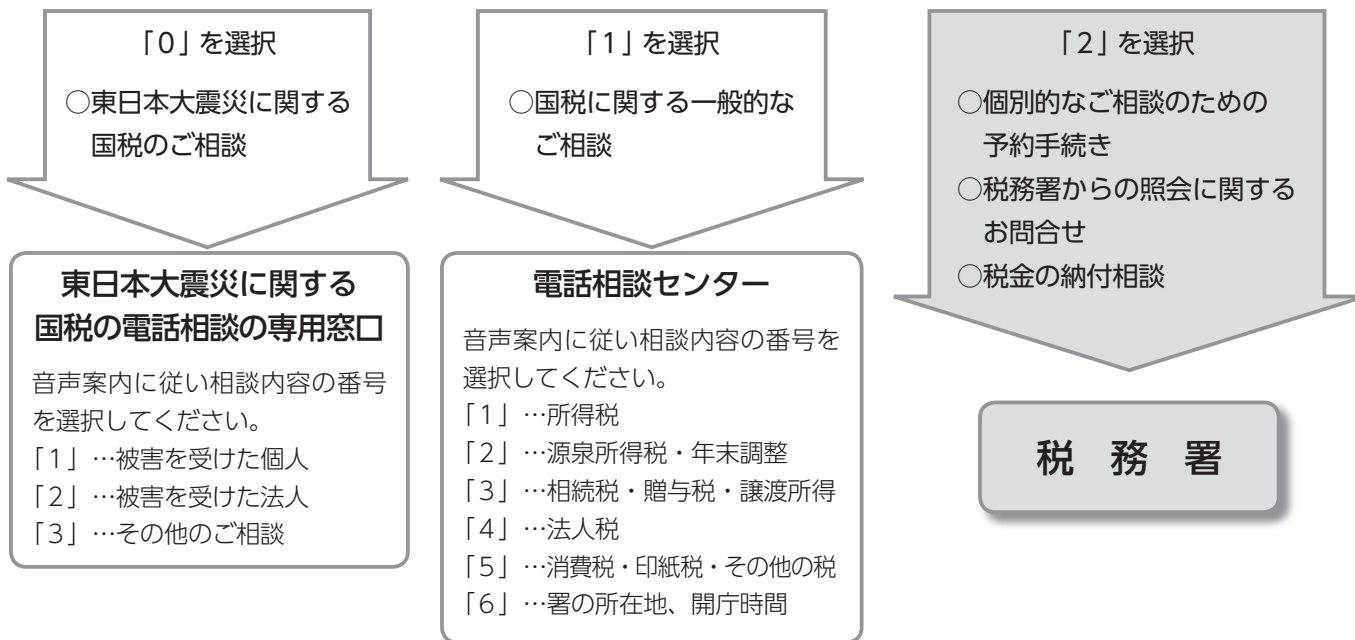 「0」を選択
○東日本大震災に関する
国税のご相談
東日本大震災に関する
国税の電話相談の専用窓口
音声案内に従い相談内容の番号
を選択してください。
「1」…被害を受けた個人
「2」…被害を受けた法人
「3」…その他のご相談
「1」を選択
○国税に関する一般的な
ご相談
電話相談センター
音声案内に従い相談内容の番号を
選択してください。
「1」…所得税
「2」…源泉所得税・年末調整
「3」…相続税・贈与税・譲渡所得
「4」…法人税
「5」…消費税・印紙税・その他の税
「6」…署の所在地、開庁時間
「2」を選択
○個別的なご相談のための
予約手続き
○税務署からの照会に関する
お問合せ
○税金の納付相談
税務署